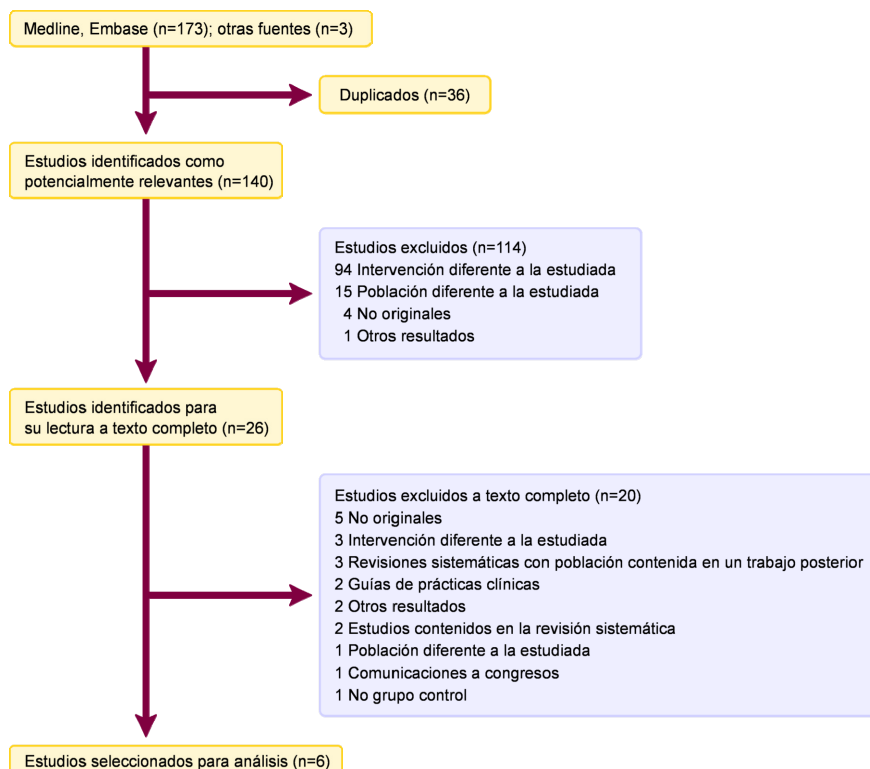 Medline, Embase (n=173); otras fuentes (n=3)
Duplicados (n=36)
Estudios identificados como
potencialmente relevantes (n=140)
Estudios excluidos (n=114)
94 Intervención diferente a la estudiada
15 Población diferente a la estudiada
4 No originales
1 Otros resultados
Estudios identificados para
su lectura a texto completo (n=26)
Estudios excluidos a texto completo (n=20)
5 No originales
3 Intervención diferente a la estudiada
3 Revisiones sistemáticas con población contenida en un trabajo posterior
2 Guías de prácticas clínicas
2 Otros resultados
2 Estudios contenidos en la revisión sistemática
1 Población diferente a la estudiada
1 Comunicaciones a congresos
1 No grupo control
Estudios seleccionados para análisis (n=6)